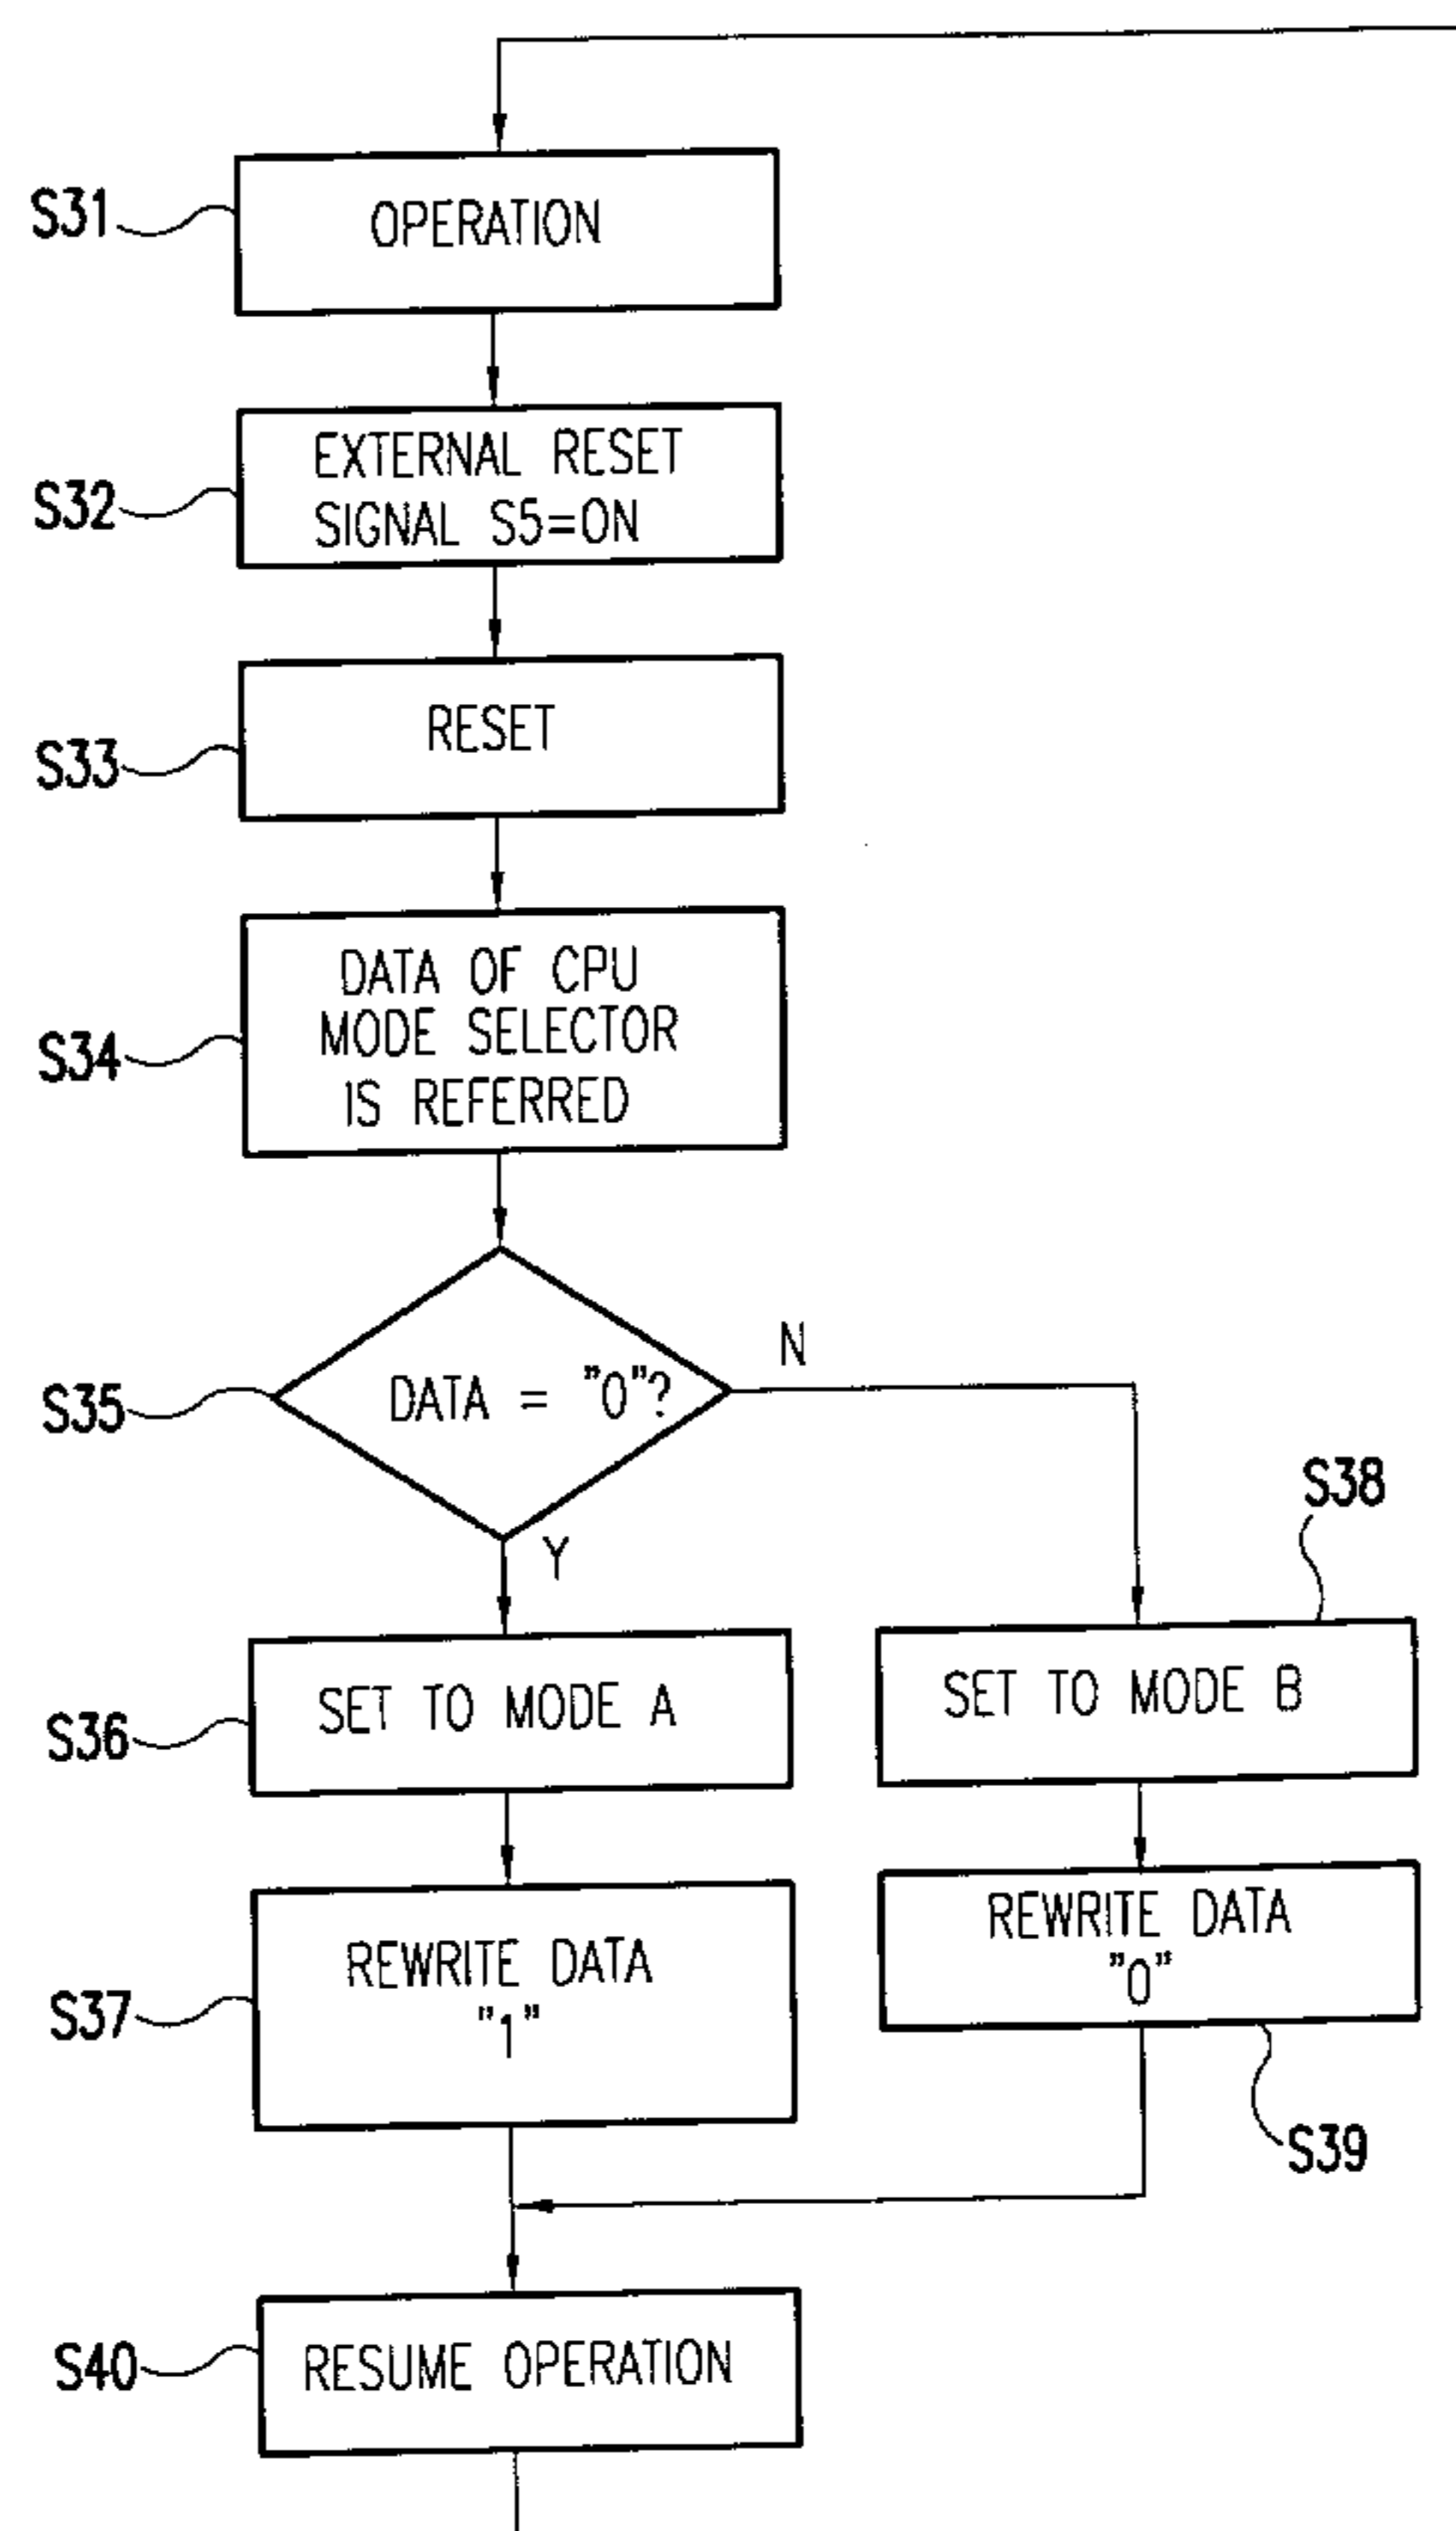 S31
OPERATION
S32
EXTERNAL RESET
SIGNAL S5=ON
S33
RESET
S34
DATA OF CPU
MODE SELECTOR
IS REFERRED
S35
DATA = "0"?
N
Y
S36
SET TO MODE A
S38
SET TO MODE B
S37
REWRITE DATA
"1"
REWRITE DATA
"0"
S39
S40
RESUME OPERATION